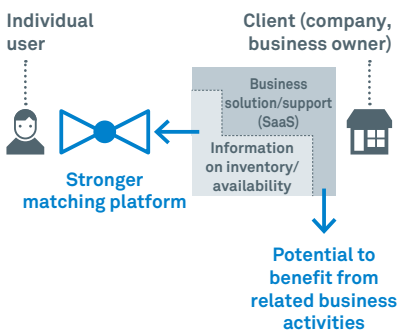 Individual
user
Client (company,
business owner)
Business
solution/support
(SaaS)
Information
on inventory/
availability
Stronger
matching platform
Potential to
benefit from
related business
activities